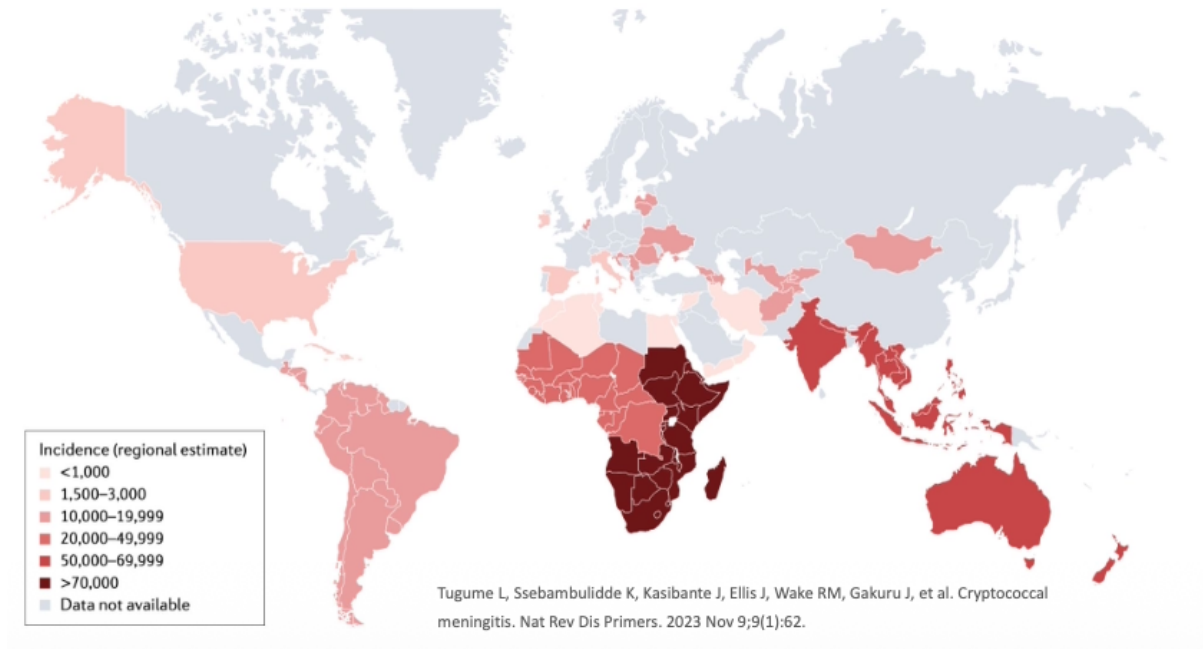 Incidence (regional estimate)
<1,000
1,500–3,000
10,000–19,999
20,000–49,999
50,000–69,999
>70,000
Data not available
Tugume L, Ssebambulidde K, Kasibante J, Ellis J, Wake RM, Gakuru J, et al. Cryptococcal
meningitis. Nat Rev Dis Primers. 2023 Nov 9;9(1):62.